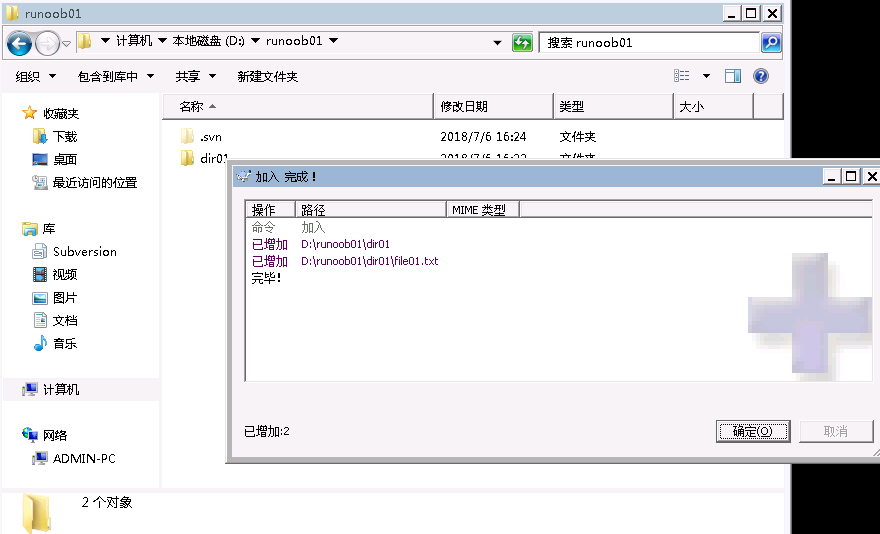 runoob01
计算机 本地磁盘 (D:) runoob01
搜索 runoob01
组织 包含到库中 共享 新建文件夹
名称 修改日期 类型 大小
.svn 2018/7/6 16:24 文件夹
dir01 2018/7/6 16:22 文件夹
收藏夹
下载
桌面
最近访问的位置
库
Subversion
视频
图片
文档
音乐
计算机
网络
ADMIN-PC
2 个对象
加入 完成！
操作 路径 MIME 类型
命令 加入
已增加 D:\runoob01\dir01
已增加 D:\runoob01\dir01\file01.txt
完毕!
已增加:2
确定(O) 取消